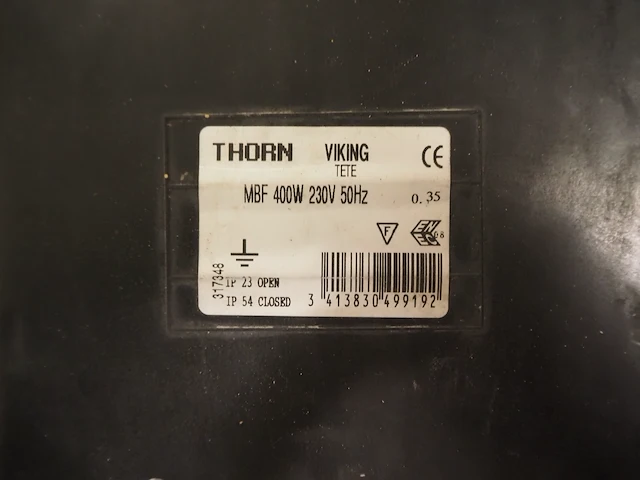 THORN VIKING CE
TETE
MBF 400W 230V 50Hz 0.35
F
317348
IP 23 OPEN
IP 54 CLOSED
3 413830 499192